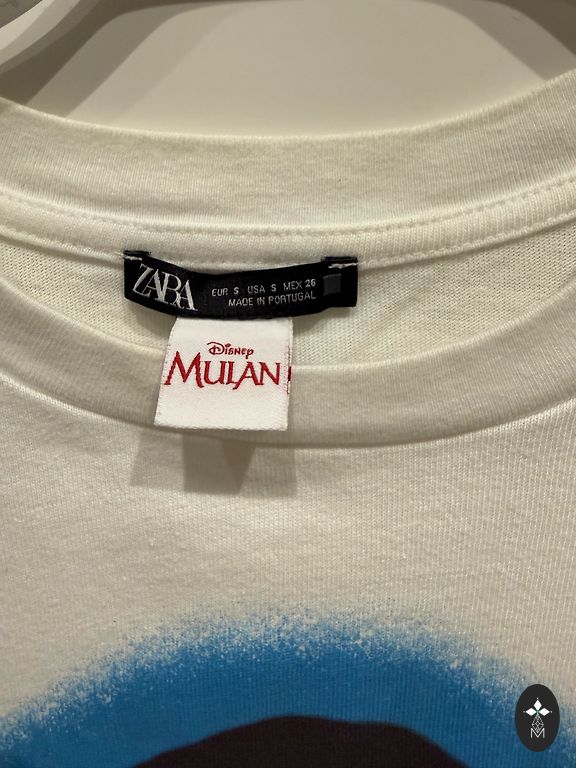 ZARA
EUR S USA S MEX 26
MADE IN PORTUGAL
Disney
MULAN
M